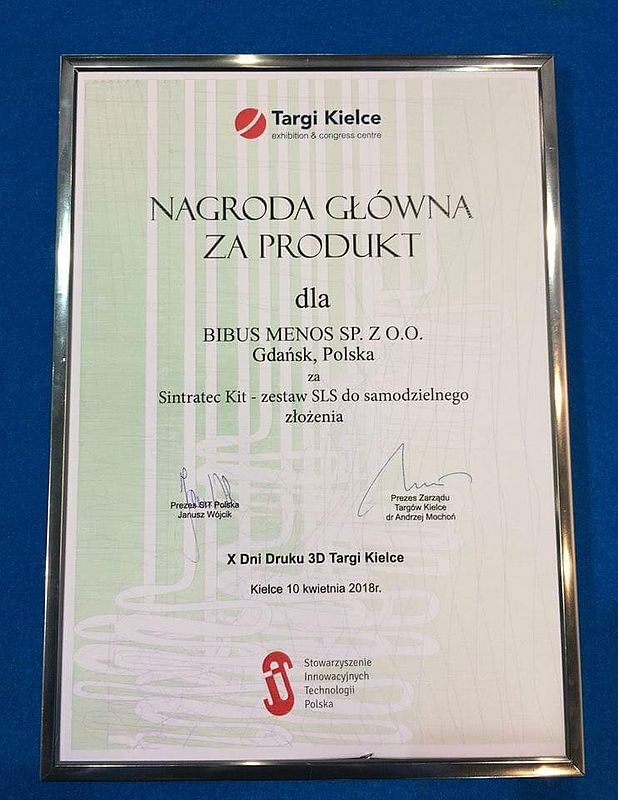 Targi Kielce
exhibition & congress centre
NAGRODA GŁÓWNA
ZA PRODUKT
dla
BIBUS MENOS SP. Z O.O.
Gdańsk, Polska
za
Sintratec Kit - zestaw SLS do samodzielnego
złożenia
Prezes SIT Polska
Janusz Wójcik
Prezes Zarządu
Targów Kielce
dr Andrzej Mochoń
X Dni Druku 3D Targi Kielce
Kielce 10 kwietnia 2018r.
Stowarzyszenie
Innowacyjnych
Technologii
Polska